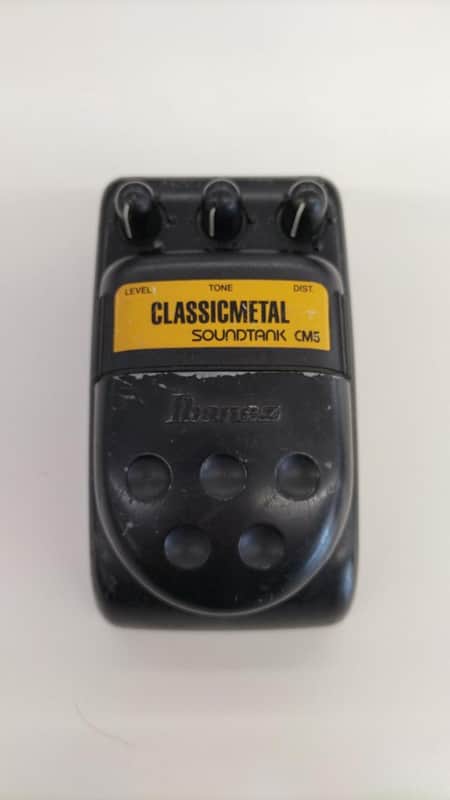 LEVEL TONE DIST.
CLASSICMETAL
SOUNDTANK CM5
Ibanez